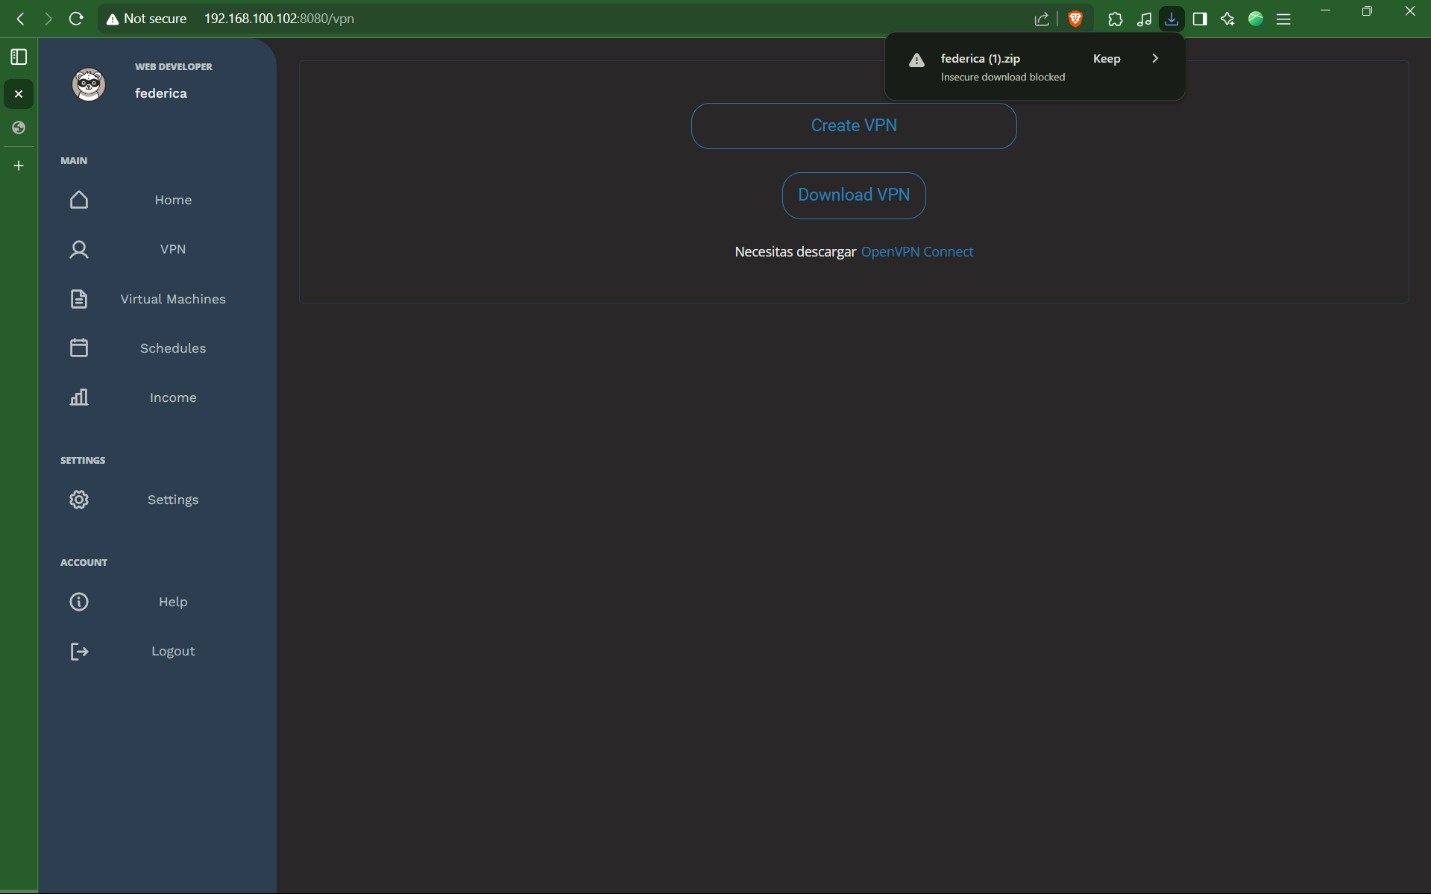 Not secure 192.168.100.102:8080/vpn
federica (1).zip Keep
Insecure download blocked
WEB DEVELOPER
federica
Create VPN
Download VPN
Necesitas descargar OpenVPN Connect
MAIN
Home
VPN
Virtual Machines
Schedules
Income
SETTINGS
Settings
ACCOUNT
Help
Logout